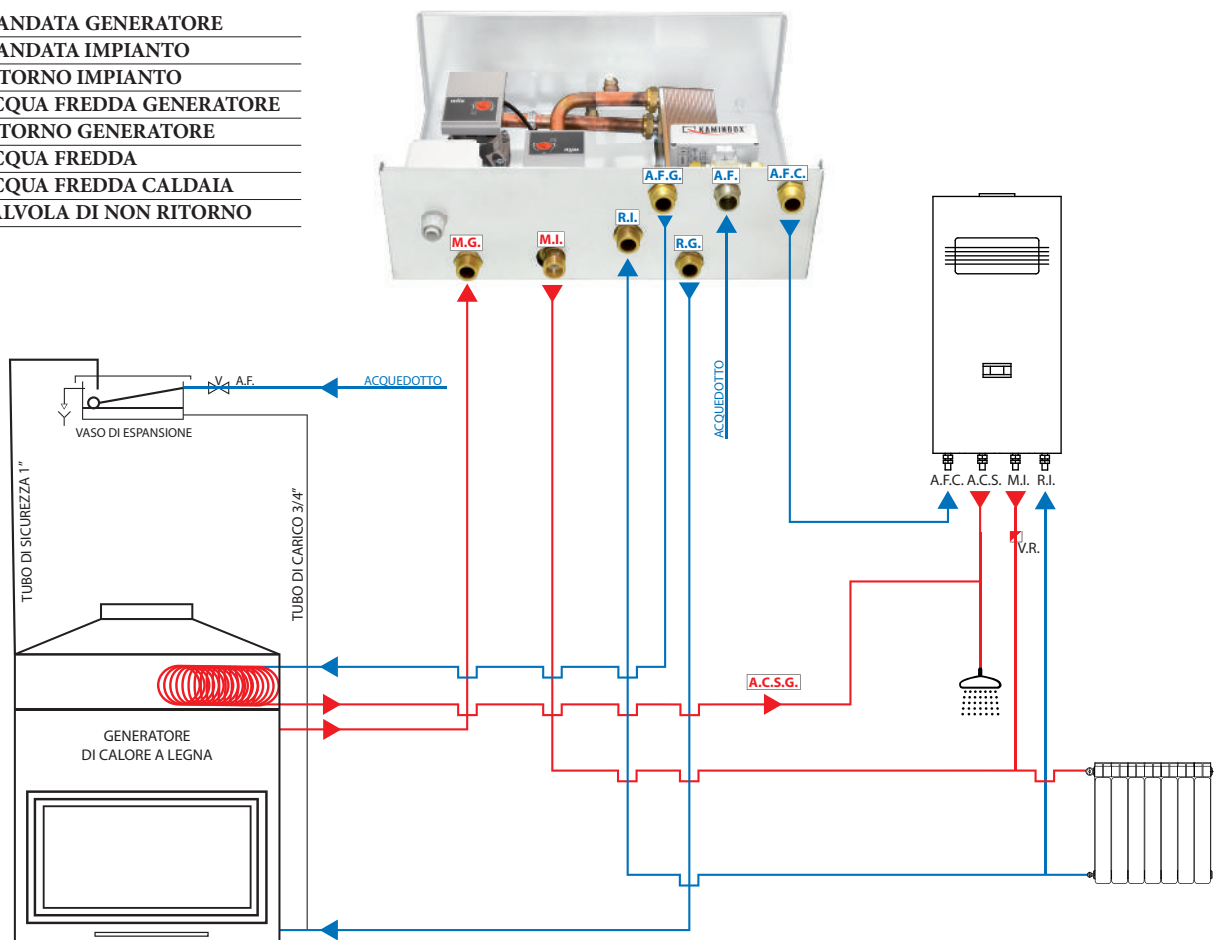 ANDATA GENERATORE
ANDATA IMPIANTO
TORNO IMPIANTO
CQUA FREDDA GENERATORE
TORNO GENERATORE
CQUA FREDDA
CQUA FREDDA CALDAIA
ALVOLA DI NON RITORNO
KAMINBOX
A.F.G.
A.F.
A.F.C.
R.I.
M.G.
M.I.
R.G.
V.
A.F.
ACQUEDOTTO
ACQUEDOTTO
VASO DI ESPANSIONE
TUBO DI SICUREZZA 1"
TUBO DI CARICO 3/4"
A.F.C. A.C.S. M.I. R.I.
V.R.
A.C.S.G.
GENERATORE
DI CALORE A LEGNA